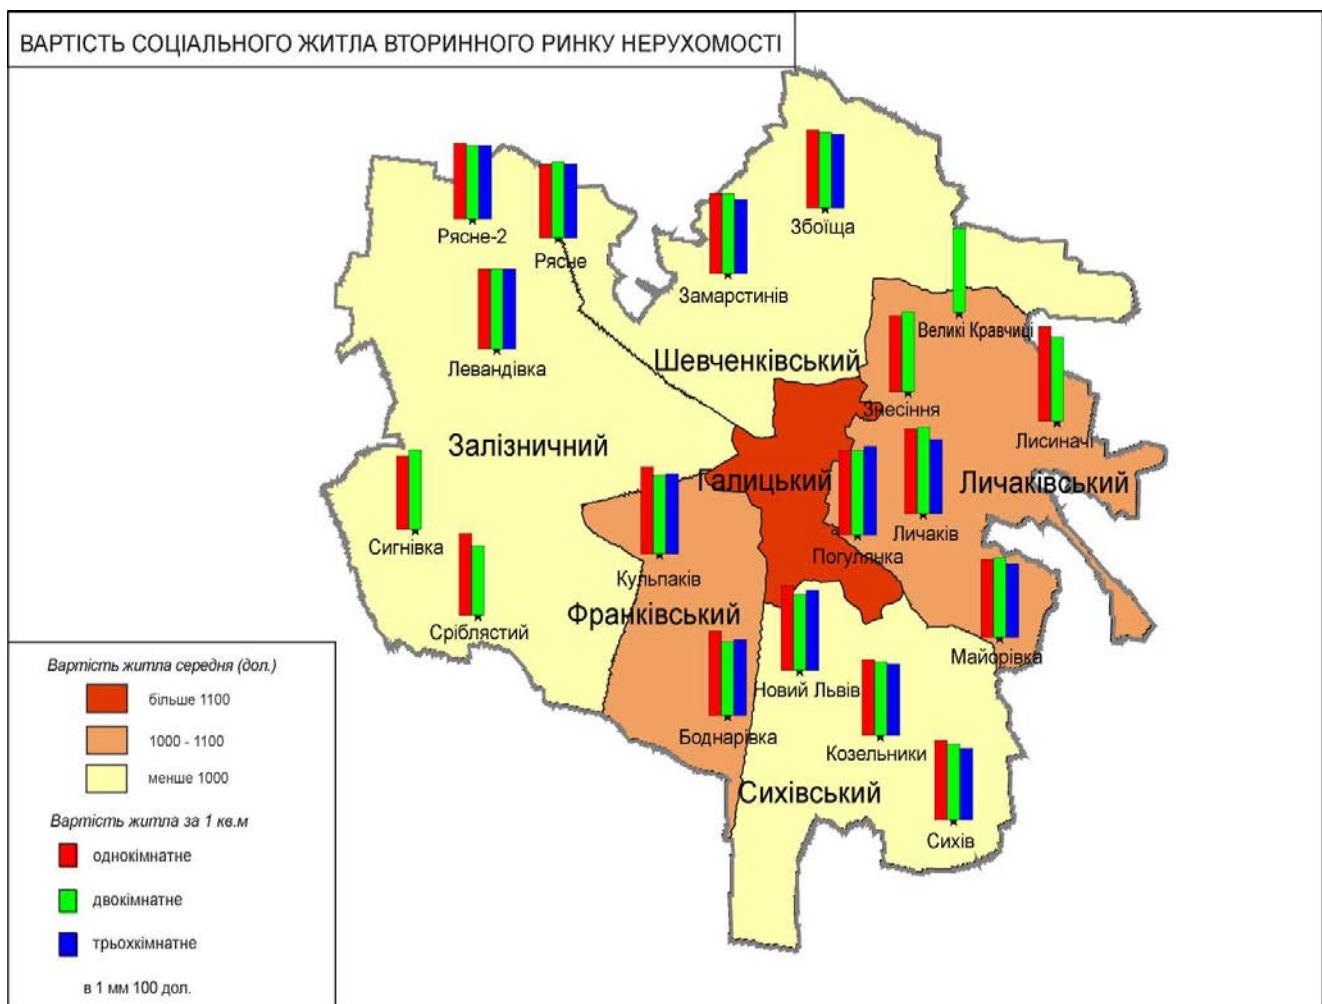 ВАРТІСТЬ СОЦІАЛЬНОГО ЖИТЛА ВТОРИННОГО РИНКУ НЕРУХОМОСТІ
Рясне-2
Рясне
Збоїща
Замарстинів
Великі Кравчиці
Левандівка
Шевченківський
Знесіння
Лисиначі
Залізничний
Галицький
Личаківський
Сигнівка
Личаків
Погулянка
Кульпаків
Сріблястий
Франківський
Майорівка
Новий Львів
Боднарівка
Козельники
Сихівський
Сихів
Вартість житла середня (дол.)
більше 1100
1000 - 1100
менше 1000
Вартість житла за 1 кв.м
однокімнатне
двокімнатне
трьохкімнатне
в 1 мм 100 дол.